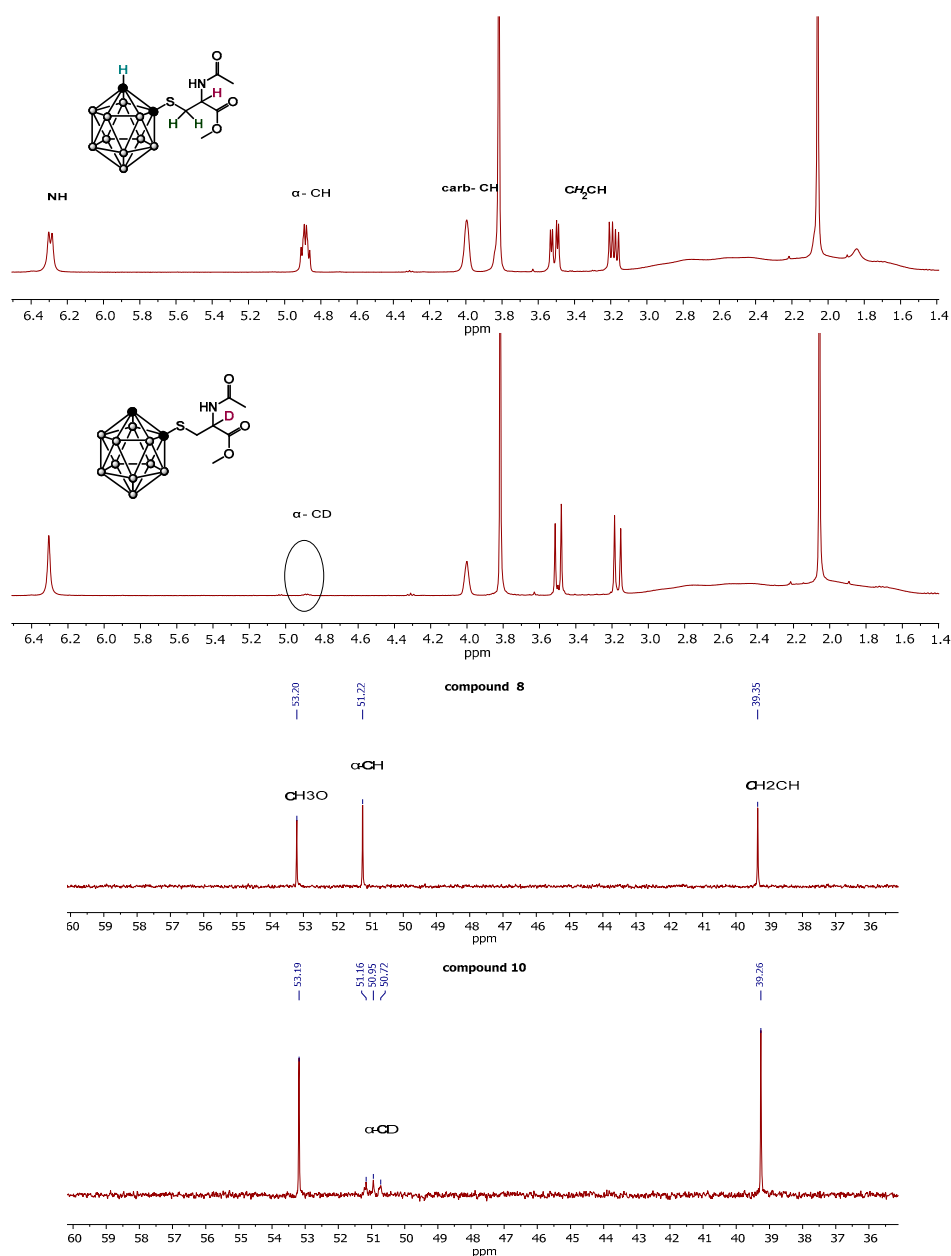 H
O
HN
S
H
O
H H
O
NH
α - CH
carb- CH
CH2CH
6.4 6.2 6.0 5.8 5.6 5.4 5.2 5.0 4.8 4.6 4.4 4.2 4.0 3.8 3.6 3.4 3.2 3.0 2.8 2.6 2.4 2.2 2.0 1.8 1.6 1.4
ppm
O
HN
S
D
O
O
α - CD
6.4 6.2 6.0 5.8 5.6 5.4 5.2 5.0 4.8 4.6 4.4 4.2 4.0 3.8 3.6 3.4 3.2 3.0 2.8 2.6 2.4 2.2 2.0 1.8 1.6 1.4
ppm
compound 8
53.20 51.22 39.35
α-CH
CH3O
CH2CH
60 59 58 57 56 55 54 53 52 51 50 49 48 47 46 45 44 43 42 41 40 39 38 37 36
ppm
compound 10
53.19 51.16 50.95 50.72 39.26
α-CD
60 59 58 57 56 55 54 53 52 51 50 49 48 47 46 45 44 43 42 41 40 39 38 37 36
ppm